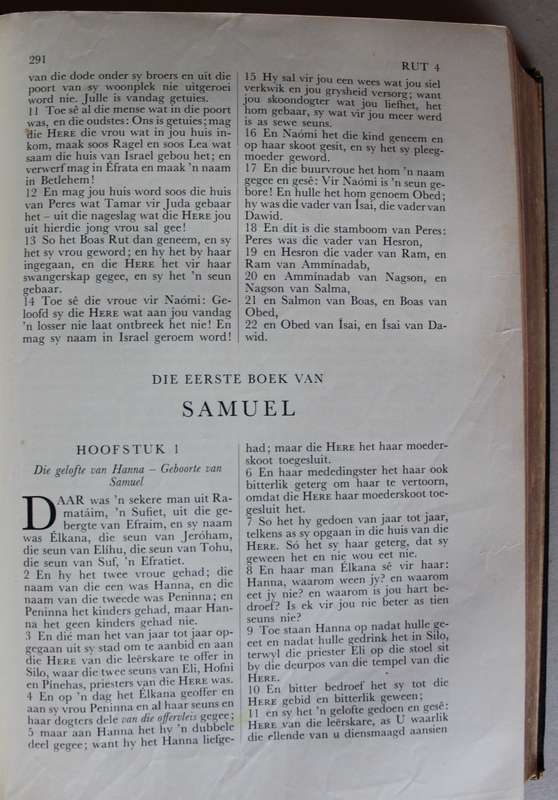 291
RUT 4
van die dode onder sy broers en uit die
poort van sy woonplek nie uitgeroei
word nie. Julle is vandag getuies.
11 Toe sê al die mense wat in die poort
was, en die oudstes: Ons is getuies; mag
die HERE die vrou wat in jou huis in-
kom, maak soos Ragel en soos Lea wat
saam die huis van Israel gebou het; en
verwerf mag in Éfrata en maak 'n naam
in Betlehem!
12 En mag jou huis word soos die huis
van Peres wat Tamar vir Juda gebaar
het – uit die nageslag wat die HERE jou
uit hierdie jong vrou sal gee!
13 So het Boas Rut dan geneem, en sy
het sy vrou geword; en hy het by haar
ingegaan, en die HERE het vir haar
swangerskap gegee, en sy het 'n seun
gebaar.
14 Toe sê die vroue vir Naómi: Ge-
loofd sy die HERE wat aan jou vandag
'n losser nie laat ontbreek het nie! En
mag sy naam in Israel geroem word!
15 Hy sal vir jou een wees wat jou siel
verkwik en jou grysheid versorg; want
jou skoondogter wat jou liefhet, het
hom gebaar, sy wat vir jou meer werd
is as sewe seuns.
16 En Naómi het die kind geneem en
op haar skoot gesit, en sy het sy pleeg-
moeder geword.
17 En die buurvroue het hom 'n naam
gegee en gesê: Vir Naómi is 'n seun ge-
bore! En hulle het hom genoem Obed;
hy was die vader van Ísai, die vader van
Dawid.
18 En dit is die stamboom van Peres:
Peres was die vader van Hesron,
19 en Hesron die vader van Ram, en
Ram van Amminádab,
20 en Amminádab van Nagson, en
Nagson van Salma,
21 en Salmon van Boas, en Boas van
Obed,
22 en Obed van Ísai, en Ísai van Da-
wid.
DIE EERSTE BOEK VAN
SAMUEL
HOOFSTUK 1
Die gelofte van Hanna – Geboorte van
Samuel
DAAR was 'n sekere man uit Ra-
matáim, 'n Sufiet, uit die ge-
bergte van Efraim, en sy naam
was Élkana, die seun van Jeróham,
die seun van Elíhu, die seun van Tohu,
die seun van Suf, 'n Efratiet.
2 En hy het twee vroue gehad; die
naam van die een was Hanna, en die
naam van die tweede was Peninna; en
Peninna het kinders gehad, maar Han-
na het geen kinders gehad nie.
3 En dié man het van jaar tot jaar op-
gegaan uit sy stad om te aanbid en aan
die HERE van die leërskare te offer in
Silo, waar die twee seuns van Eli, Hofni
en Pínehas, priesters van die HERE was.
4 En op 'n dag het Élkana geoffer en
aan sy vrou Peninna en al haar seuns en
haar dogters dele van die offervleis gegee;
5 maar aan Hanna het hy 'n dubbele
deel gegee; want hy het Hanna liefge-
had; maar die HERE het haar moeder-
skoot toegesluit.
6 En haar mededingster het haar ook
bitterlik geterg om haar te vertoorn,
omdat die HERE haar moederskoot toe-
gesluit het.
7 So het hy gedoen van jaar tot jaar,
telkens as sy opgaan in die huis van die
HERE. Só het sy haar geterg, dat sy
geween het en nie wou eet nie.
8 En haar man Élkana sê vir haar:
Hanna, waarom ween jy? en waarom
eet jy nie? en waarom is jou hart be-
droef? Is ek vir jou nie beter as tien
seuns nie?
9 Toe staan Hanna op nadat hulle ge-
eet en nadat hulle gedrink het in Silo,
terwyl die priester Eli op die stoel sit
by die deurpos van die tempel van die
HERE.
10 En bitter bedroef het sy tot die
HERE gebid en bitterlik geween;
11 en sy het 'n gelofte gedoen en gesê:
HERE van die leërskare, as U waarlik
die ellende van u diensmaagd aansien